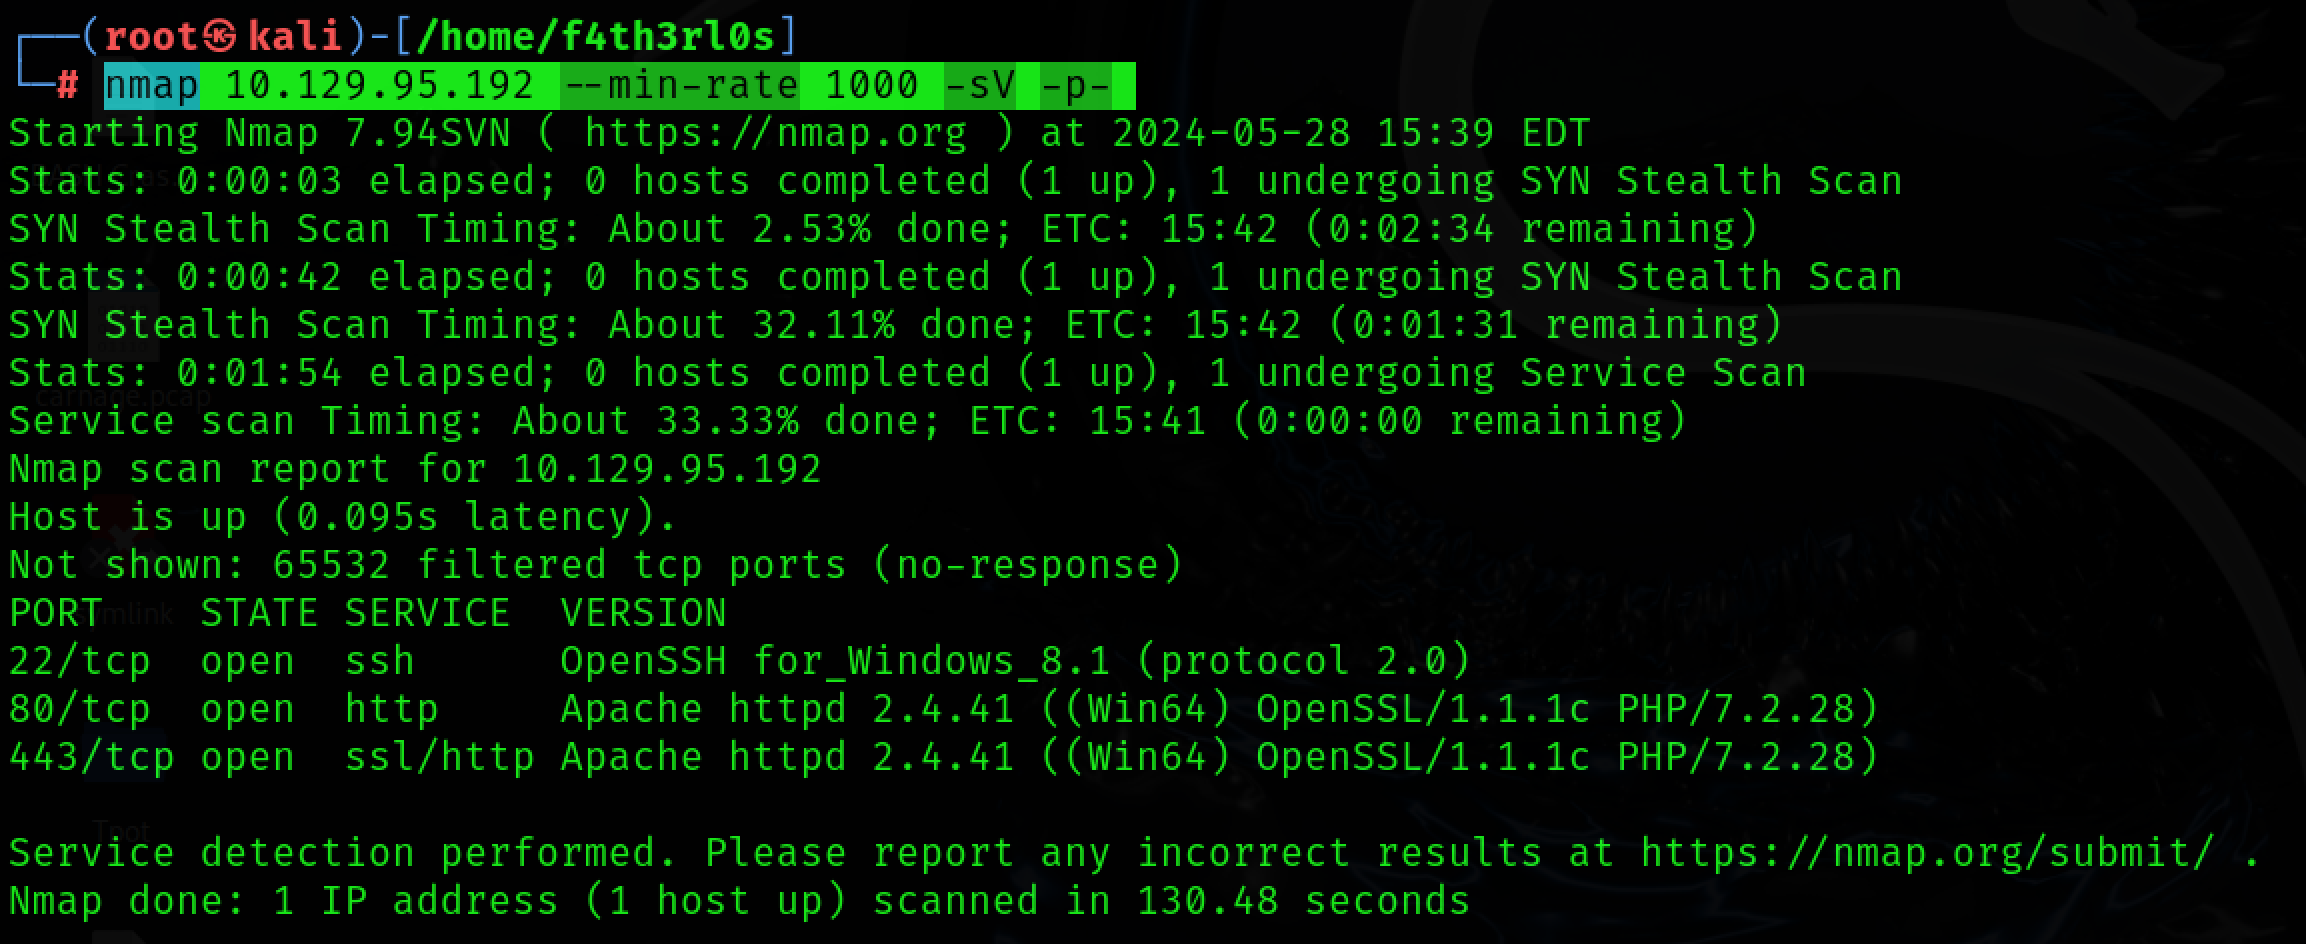 ┌──(root㉿kali)-[/home/f4th3rl0s]
└─# nmap 10.129.95.192 --min-rate 1000 -sV -p-
Starting Nmap 7.94SVN ( https://nmap.org ) at 2024-05-28 15:39 EDT
Stats: 0:00:03 elapsed; 0 hosts completed (1 up), 1 undergoing SYN Stealth Scan
SYN Stealth Scan Timing: About 2.53% done; ETC: 15:42 (0:02:34 remaining)
Stats: 0:00:42 elapsed; 0 hosts completed (1 up), 1 undergoing SYN Stealth Scan
SYN Stealth Scan Timing: About 32.11% done; ETC: 15:42 (0:01:31 remaining)
Stats: 0:01:54 elapsed; 0 hosts completed (1 up), 1 undergoing Service Scan
Service scan Timing: About 33.33% done; ETC: 15:41 (0:00:00 remaining)
Nmap scan report for 10.129.95.192
Host is up (0.095s latency).
Not shown: 65532 filtered tcp ports (no-response)
PORT    STATE SERVICE  VERSION
22/tcp  open  ssh      OpenSSH for_Windows_8.1 (protocol 2.0)
80/tcp  open  http     Apache httpd 2.4.41 ((Win64) OpenSSL/1.1.1c PHP/7.2.28)
443/tcp open  ssl/http Apache httpd 2.4.41 ((Win64) OpenSSL/1.1.1c PHP/7.2.28)
Service detection performed. Please report any incorrect results at https://nmap.org/submit/ .
Nmap done: 1 IP address (1 host up) scanned in 130.48 seconds
carnage.pcap